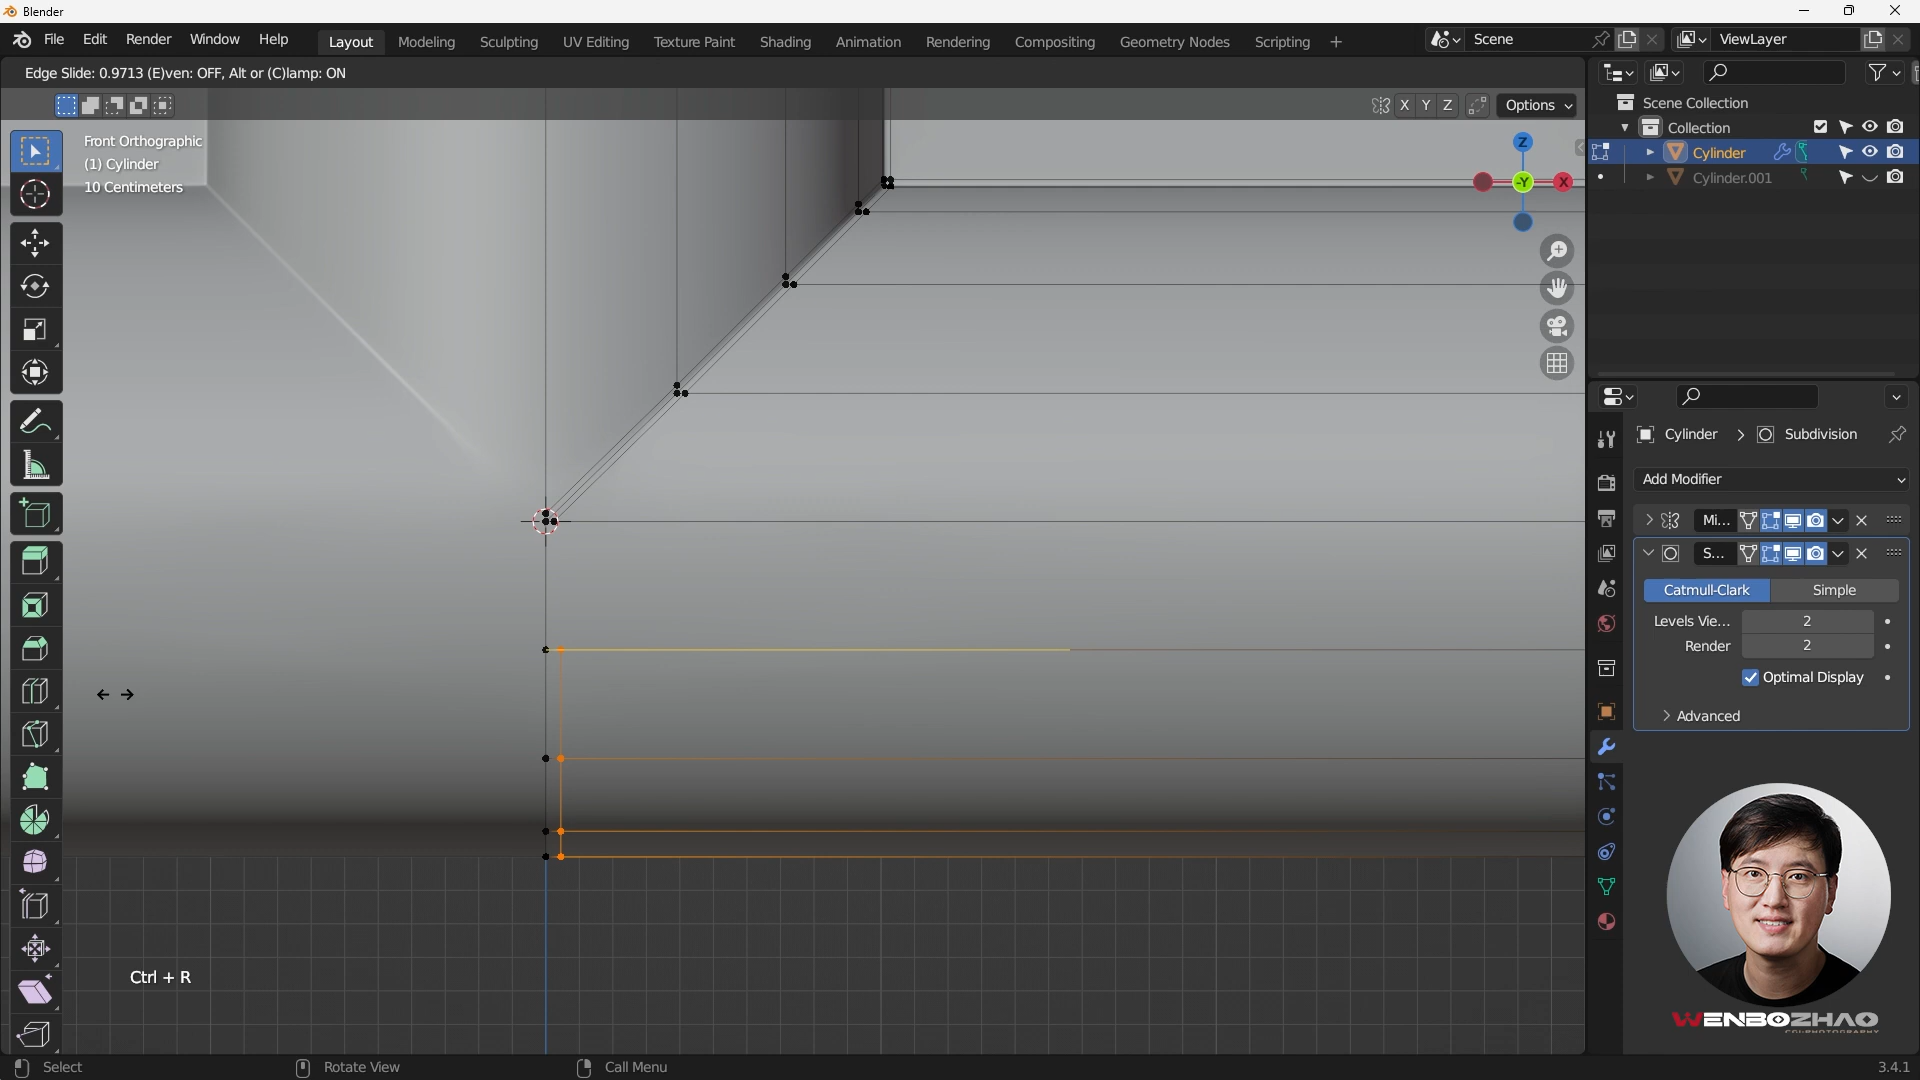 Blender
File Edit Render Window Help Layout Modeling Sculpting UV Editing Texture Paint Shading Animation Rendering Compositing Geometry Nodes Scripting + Scene ViewLayer
Edge Slide: 0.9713 (E)ven: OFF, Alt or (C)lamp: ON
X Y Z Options
Front Orthographic
(1) Cylinder
10 Centimeters
Z
-Y X
Scene Collection
Collection
Cylinder
Cylinder.001
Cylinder > Subdivision
Add Modifier
Mi...
S...
Catmull-Clark Simple
Levels Vie... 2
Render 2
Optimal Display
Advanced
Ctrl + R
WENBOZHAO
Select Rotate View Call Menu 3.4.1